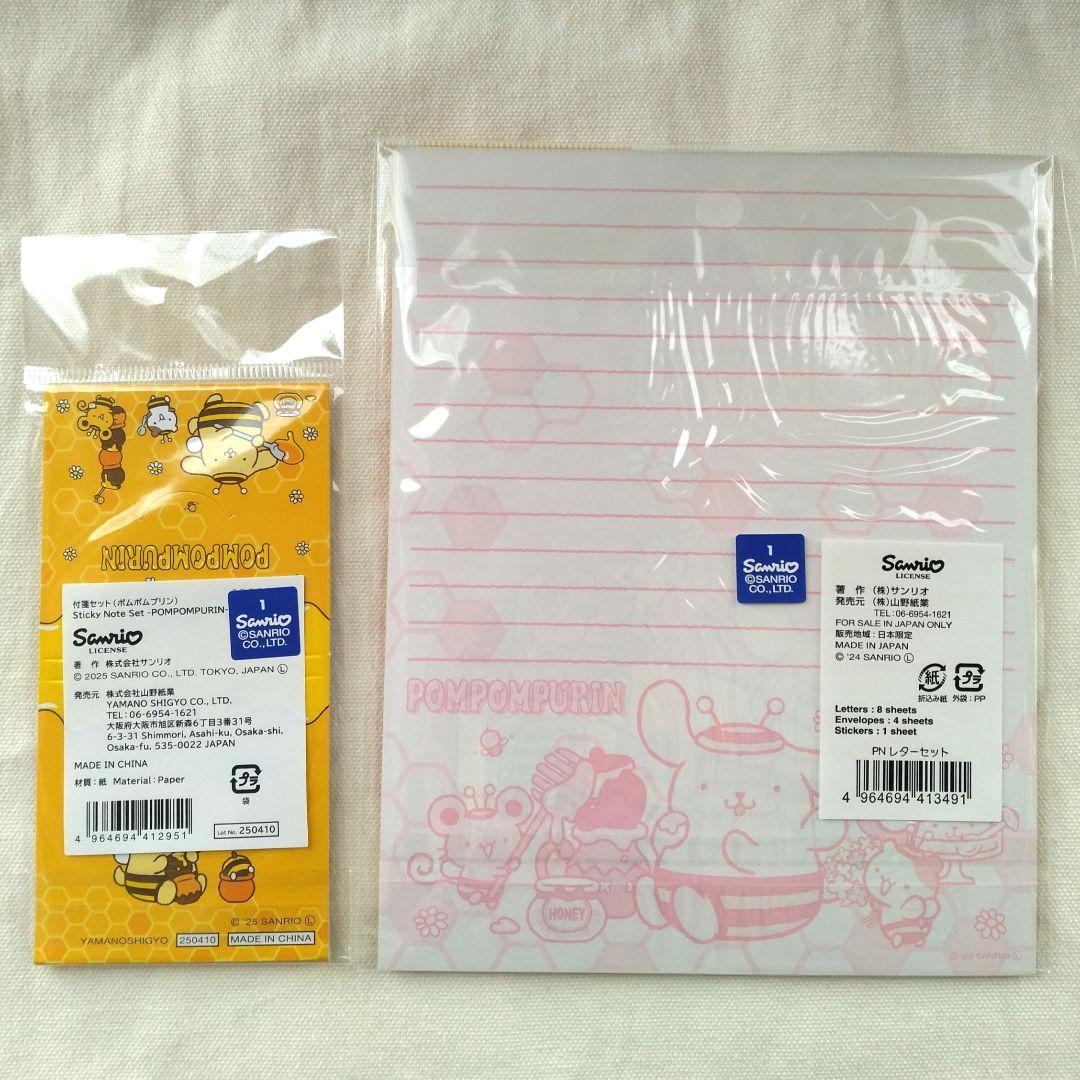 POMPOMPURIN
付箋セット(ポムポムプリン)
Sticky Note Set -POMPOMPURIN-
1
Sanrio
©SANRIO
CO., LTD.
Sanrio
LICENSE
著 作 株式会社サンリオ
© 2025 SANRIO CO., LTD. TOKYO, JAPAN Ⓛ
発売元 株式会社山野紙業
YAMANO SHIGYO CO., LTD.
TEL:06-6954-1621
大阪府大阪市旭区新森6丁目3番31号
6-3-31 Shimmori, Asahi-ku, Osaka-shi,
Osaka-fu, 535-0022 JAPAN
MADE IN CHINA
材質:紙 Material:Paper
プラ
袋
4 964694 412951
Lot No. 250410
© '25 SANRIO Ⓛ
YAMANOSHIGYO 250410 MADE IN CHINA
1
Sanrio
©SANRIO
CO., LTD.
Sanrio
LICENSE
著 作 (株)サンリオ
発売元 (株)山野紙業
TEL:06-6954-1621
FOR SALE IN JAPAN ONLY
販売地域:日本限定
MADE IN JAPAN
© '24 SANRIO Ⓛ
紙 プラ
折込み紙 外袋:PP
Letters : 8 sheets
Envelopes : 4 sheets
Stickers : 1 sheet
PN レターセット
4 964694 413491
POMPOMPURIN
HONEY
© '24 SANRIO Ⓛ